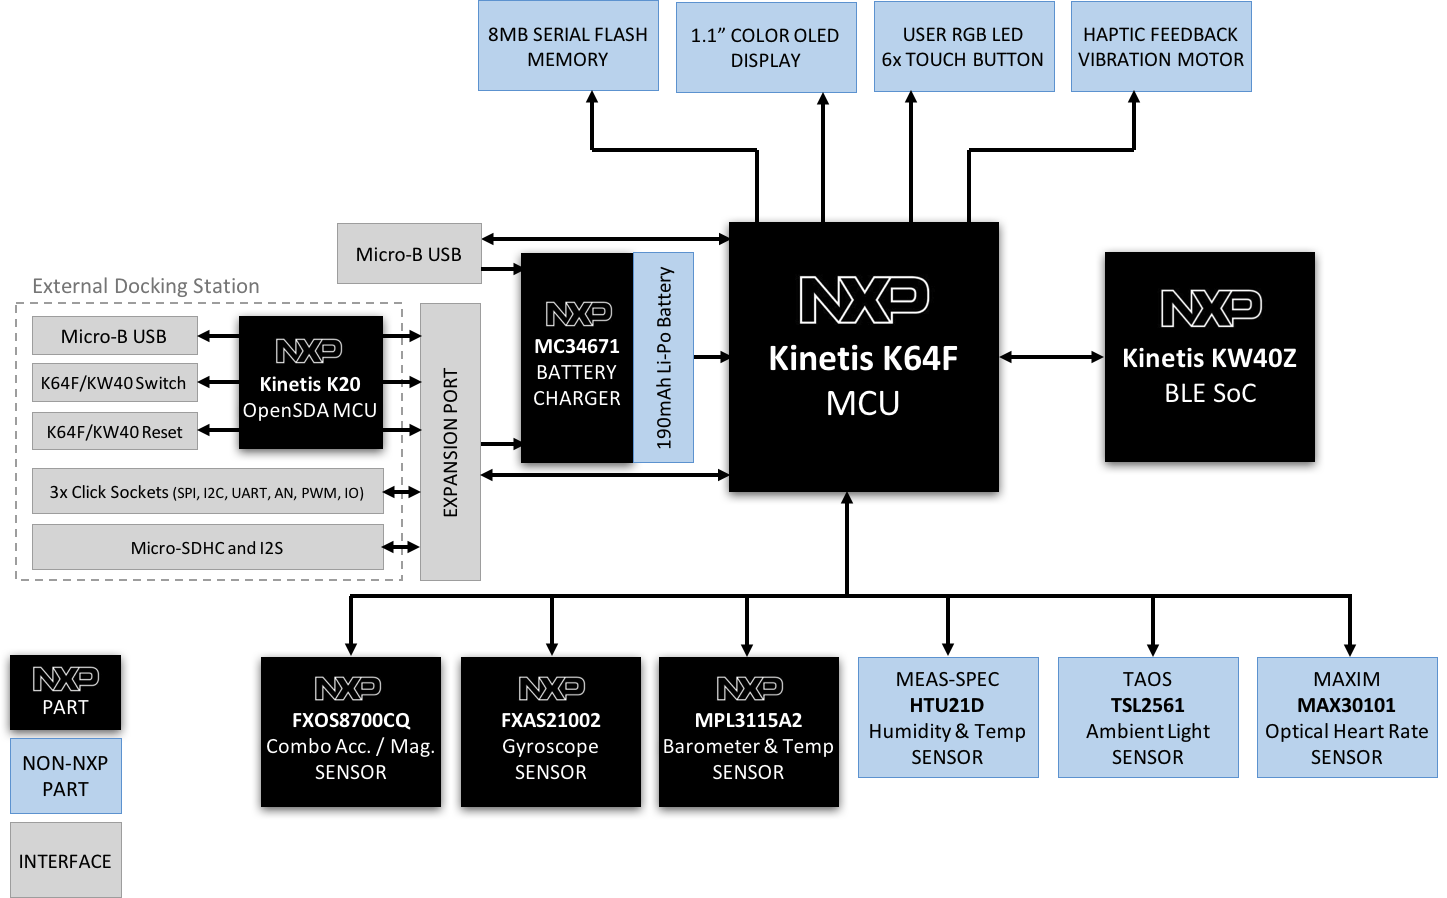 8MB SERIAL FLASH
MEMORY
1.1” COLOR OLED
DISPLAY
USER RGB LED
6x TOUCH BUTTON
HAPTIC FEEDBACK
VIBRATION MOTOR
Micro-B USB
External Docking Station
Micro-B USB
K64F/KW40 Switch
K64F/KW40 Reset
NXP
Kinetis K20
OpenSDA MCU
3x Click Sockets (SPI, I2C, UART, AN, PWM, IO)
Micro-SDHC and I2S
EXPANSION PORT
NXP
MC34671
BATTERY
CHARGER
190mAh Li-Po Battery
NXP
Kinetis K64F
MCU
NXP
Kinetis KW40Z
BLE SoC
NXP
FXOS8700CQ
Combo Acc. / Mag.
SENSOR
NXP
FXAS21002
Gyroscope
SENSOR
NXP
MPL3115A2
Barometer & Temp
SENSOR
MEAS-SPEC
HTU21D
Humidity & Temp
SENSOR
TAOS
TSL2561
Ambient Light
SENSOR
MAXIM
MAX30101
Optical Heart Rate
SENSOR
NXP
PART
NON-NXP
PART
INTERFACE